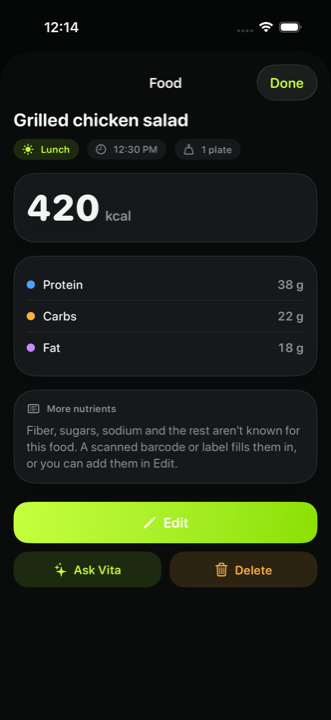 12:14
Food
Done
Grilled chicken salad
Lunch
12:30 PM
1 plate
420 kcal
Protein 38 g
Carbs 22 g
Fat 18 g
More nutrients
Fiber, sugars, sodium and the rest aren't known for
this food. A scanned barcode or label fills them in,
or you can add them in Edit.
Edit
Ask Vita
Delete